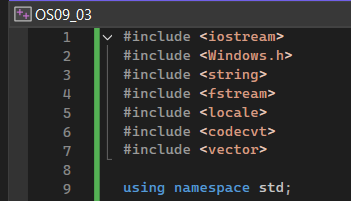 OS09_03
1 #include <iostream>
2 #include <Windows.h>
3 #include <string>
4 #include <fstream>
5 #include <locale>
6 #include <codecvt>
7 #include <vector>
8
9 using namespace std;